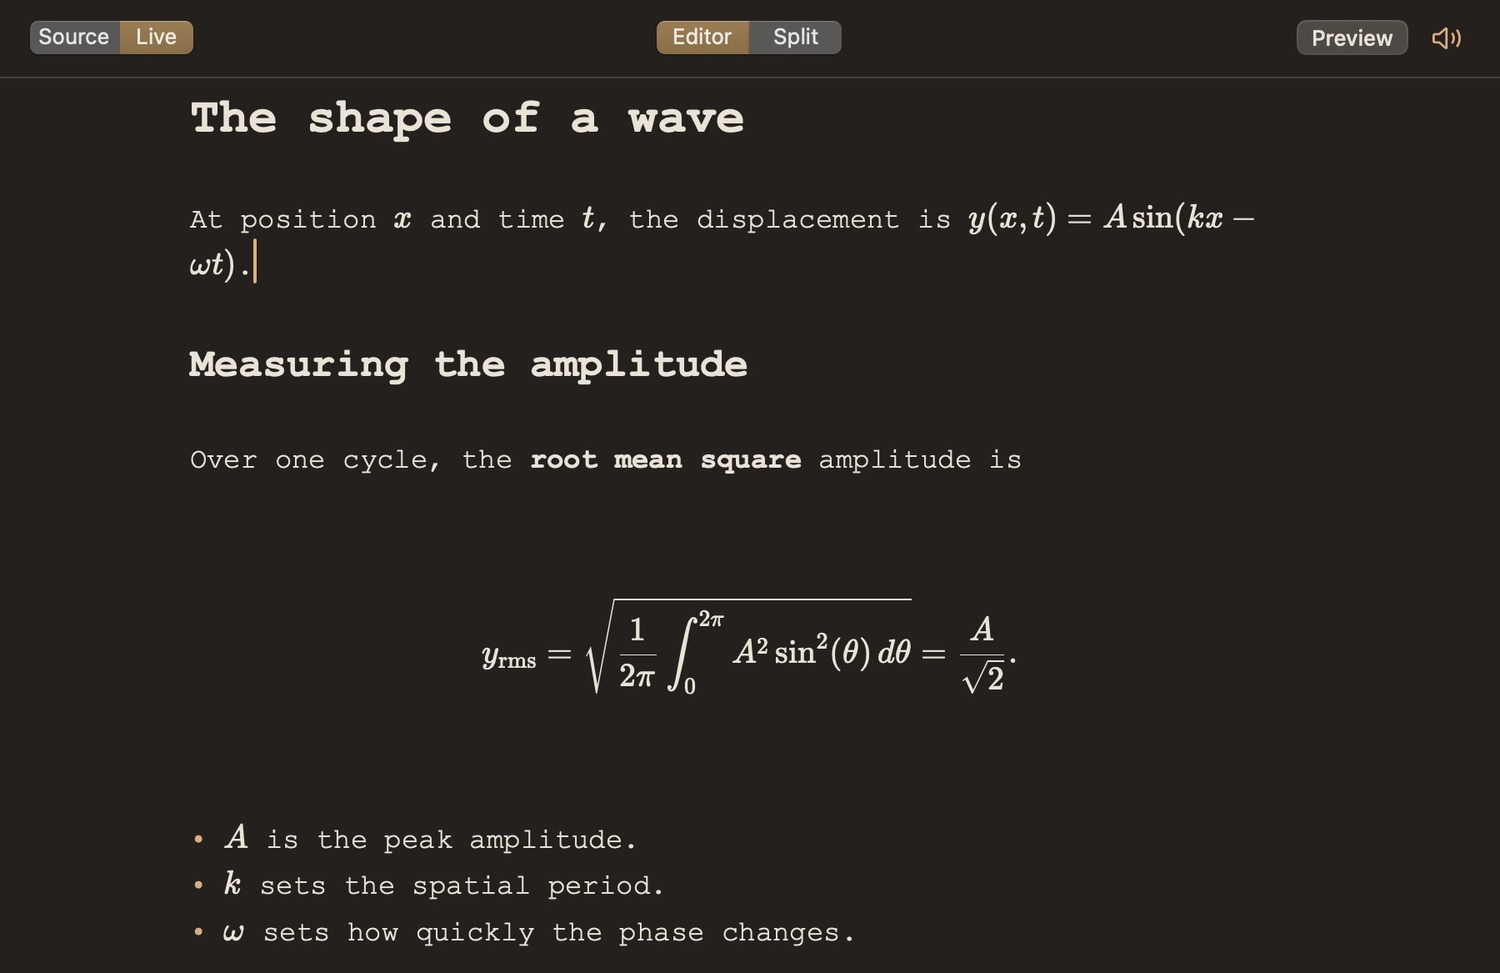 Source Live Editor Split Preview
The shape of a wave
At position x and time t, the displacement is y(x, t) = A sin(kx −
ωt).
Measuring the amplitude
Over one cycle, the root mean square amplitude is
y_rms = √(1/2π ∫₀^2π A² sin²(θ) dθ) = A/√2.
• A is the peak amplitude.
• k sets the spatial period.
• ω sets how quickly the phase changes.